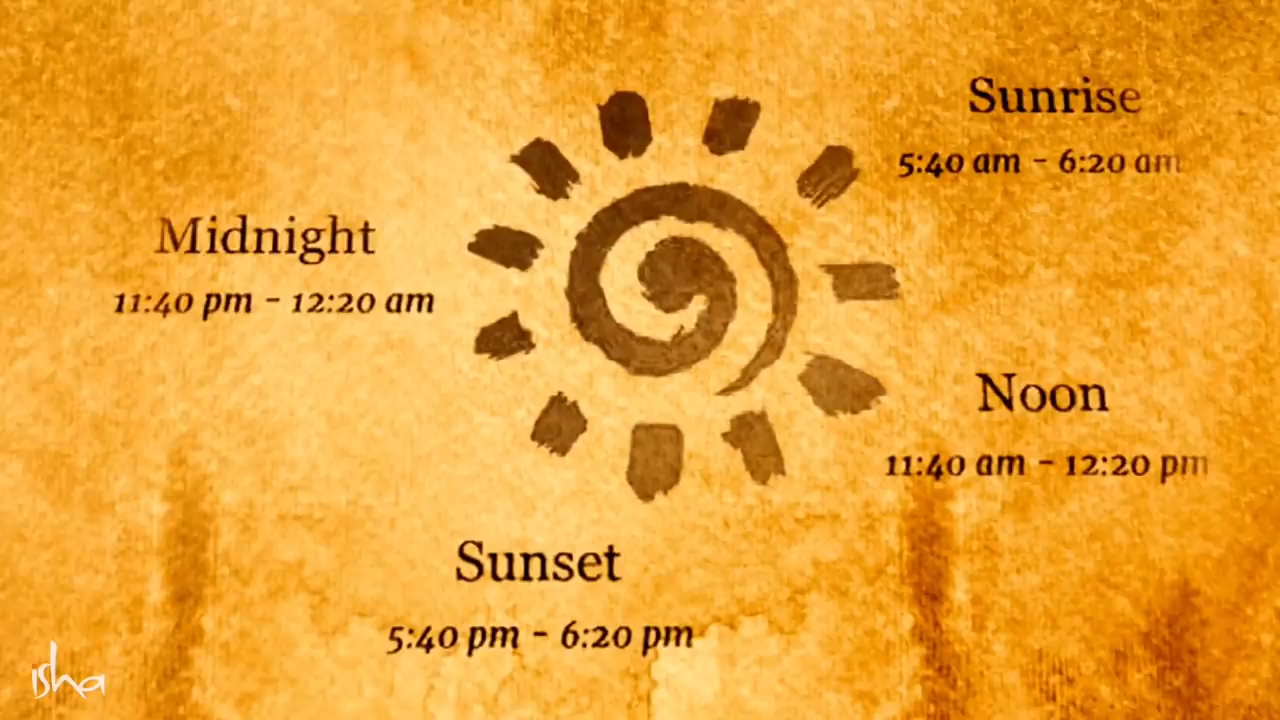 Sunrise
5:40 am - 6:20 am
Midnight
11:40 pm - 12:20 am
Noon
11:40 am - 12:20 pm
Sunset
5:40 pm - 6:20 pm
isha